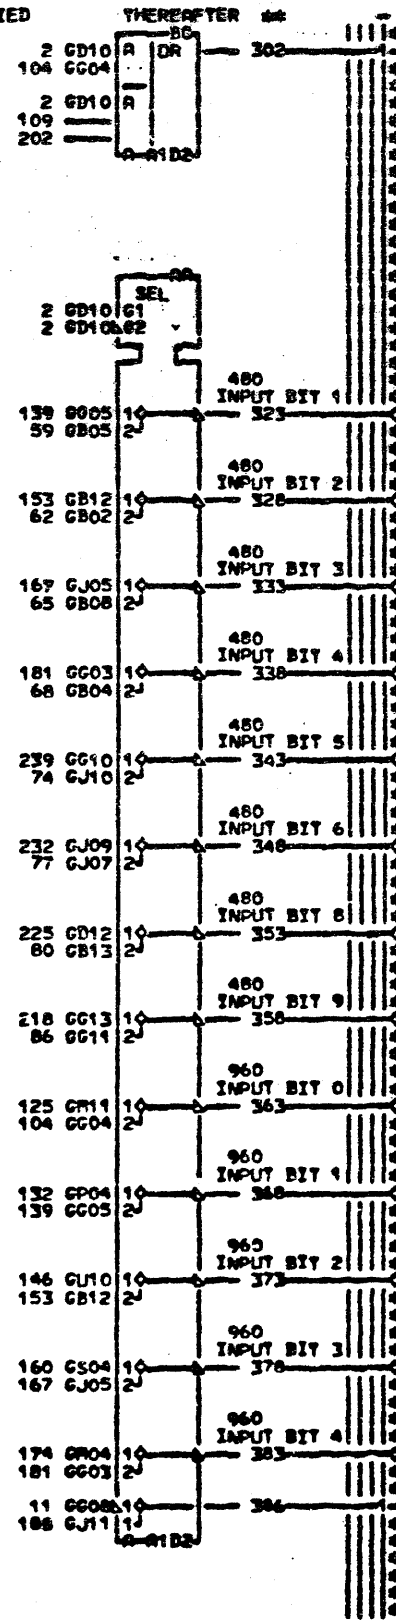 IED THEREAFTER **
BG
2 GD10 A DR 302
104 GG04
2 GD10 A
109
202
A-A1D2
AA
SEL
2 GD10 G1
2 GD10 G2
480
INPUT BIT 1
139 GG05 1 323
59 GB05 2
480
INPUT BIT 2
153 GB12 1 328
62 GB02 2
480
INPUT BIT 3
167 GJ05 1 333
65 GB08 2
480
INPUT BIT 4
181 GG03 1 338
68 GB04 2
480
INPUT BIT 5
239 GG10 1 343
74 GJ10 2
480
INPUT BIT 6
232 GJ09 1 348
77 GJ07 2
480
INPUT BIT 8
225 GD12 1 353
80 GB13 2
480
INPUT BIT 9
218 GG13 1 358
86 GG11 2
960
INPUT BIT 0
125 GM11 1 363
104 GG04 2
960
INPUT BIT 1
132 GP04 1 368
139 GG05 2
960
INPUT BIT 2
146 GU10 1 373
153 GB12 2
960
INPUT BIT 3
160 GS04 1 378
167 GJ05 2
960
INPUT BIT 4
174 GM04 1 383
181 GG03 2
11 GG08 1 386
186 GJ11 1
A-A1D2